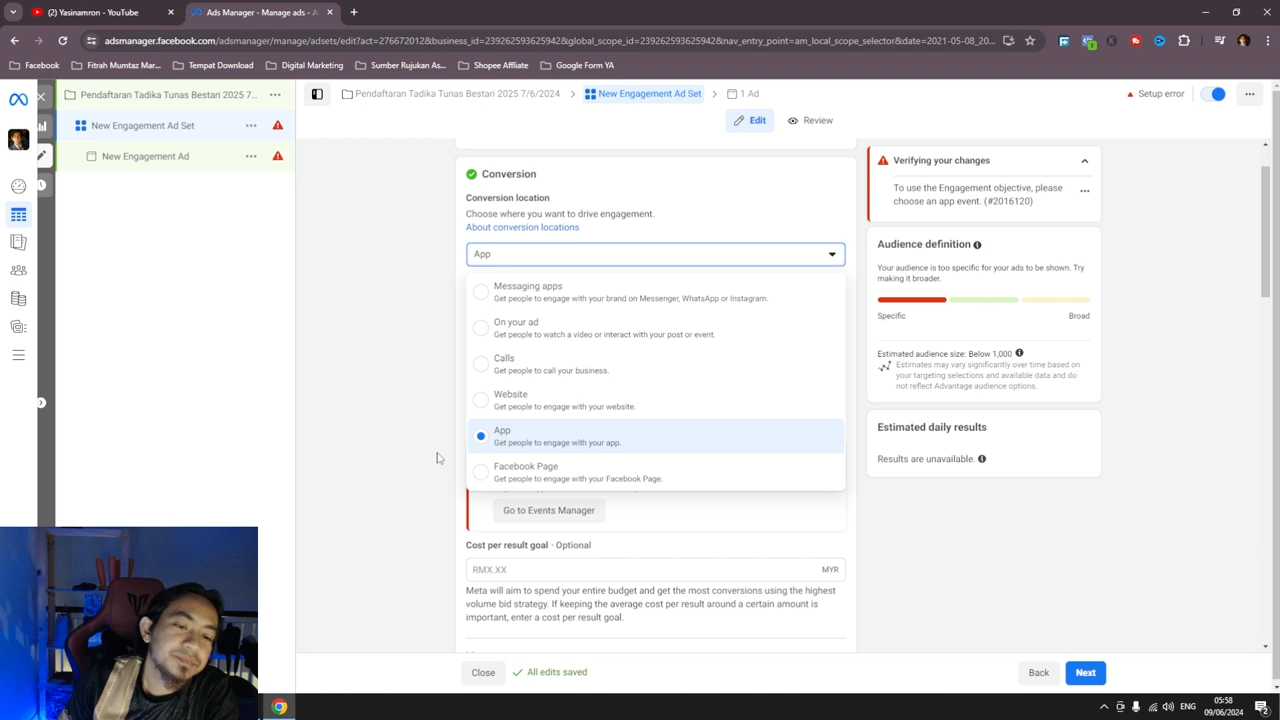 (2) Yasinamron - YouTube
Ads Manager - Manage ads - A
adsmanager.facebook.com/adsmanager/manage/adsets/edit?act=276672012&business_id=239262593625942&global_scope_id=239262593625942&nav_entry_point=am_local_scope_selector&date=2021-05-08_20...
Facebook
Fitrah Mumtaz Mar...
Tempat Download
Sumber Rujukan As...
Shopee Affliate
Google Form YA
Pendaftaran Tadika Tunas Bestari 2025 7...
New Engagement Ad Set
New Engagement Ad
Pendaftaran Tadika Tunas Bestari 2025 7/6/2024
New Engagement Ad Set
1 Ad
Setup error
Edit
Review
Conversion
Conversion location
Choose where you want to drive engagement.
About conversion locations
App
Messaging apps
Get people to engage with your brand on Messenger, WhatsApp or Instagram.
On your ad
Get people to watch a video or interact with your post or event.
Calls
Get people to call your business.
Website
Get people to engage with your website.
App
Get people to engage with your app.
Facebook Page
Get people to engage with your Facebook Page.
Go to Events Manager
Cost per result goal · Optional
RMX.XX
MYR
Meta will aim to spend your entire budget and get the most conversions using the highest
volume bid strategy. If keeping the average cost per result around a certain amount is
important, enter a cost per result goal.
Close
All edits saved
Back
Next
Verifying your changes
To use the Engagement objective, please
choose an app event. (#2016120)
Audience definition
Your audience is too specific for your ads to be shown. Try
making it broader.
Specific
Broad
Estimated audience size: Below 1,000
Estimates may vary significantly over time based on
your targeting selections and available data and do
not reflect Advantage audience options.
Estimated daily results
Results are unavailable.
ENG
05:58
09/06/2024